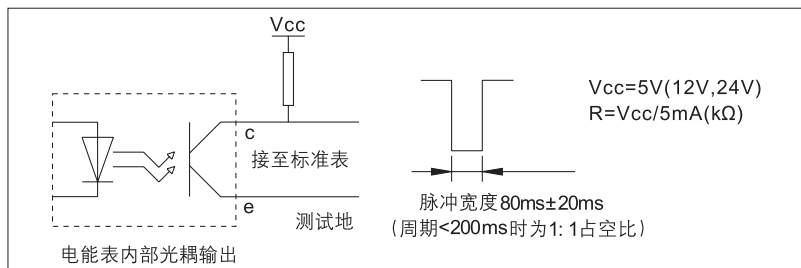 Vcc
Vcc=5V(12V,24V)
R=Vcc/5mA(kΩ)
c
接至标准表
e
测试地
脉冲宽度80ms±20ms
(周期<200ms时为1: 1占空比)
电能表内部光耦输出